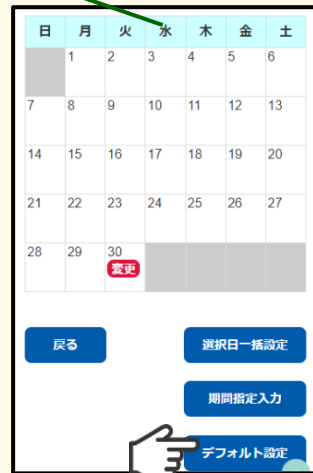 日 月 火 水 木 金 土
1 2 3 4 5 6
7 8 9 10 11 12 13
14 15 16 17 18 19 20
21 22 23 24 25 26 27
28 29 30
変更
戻る 選択日一括設定
期間指定入力
デフォルト設定